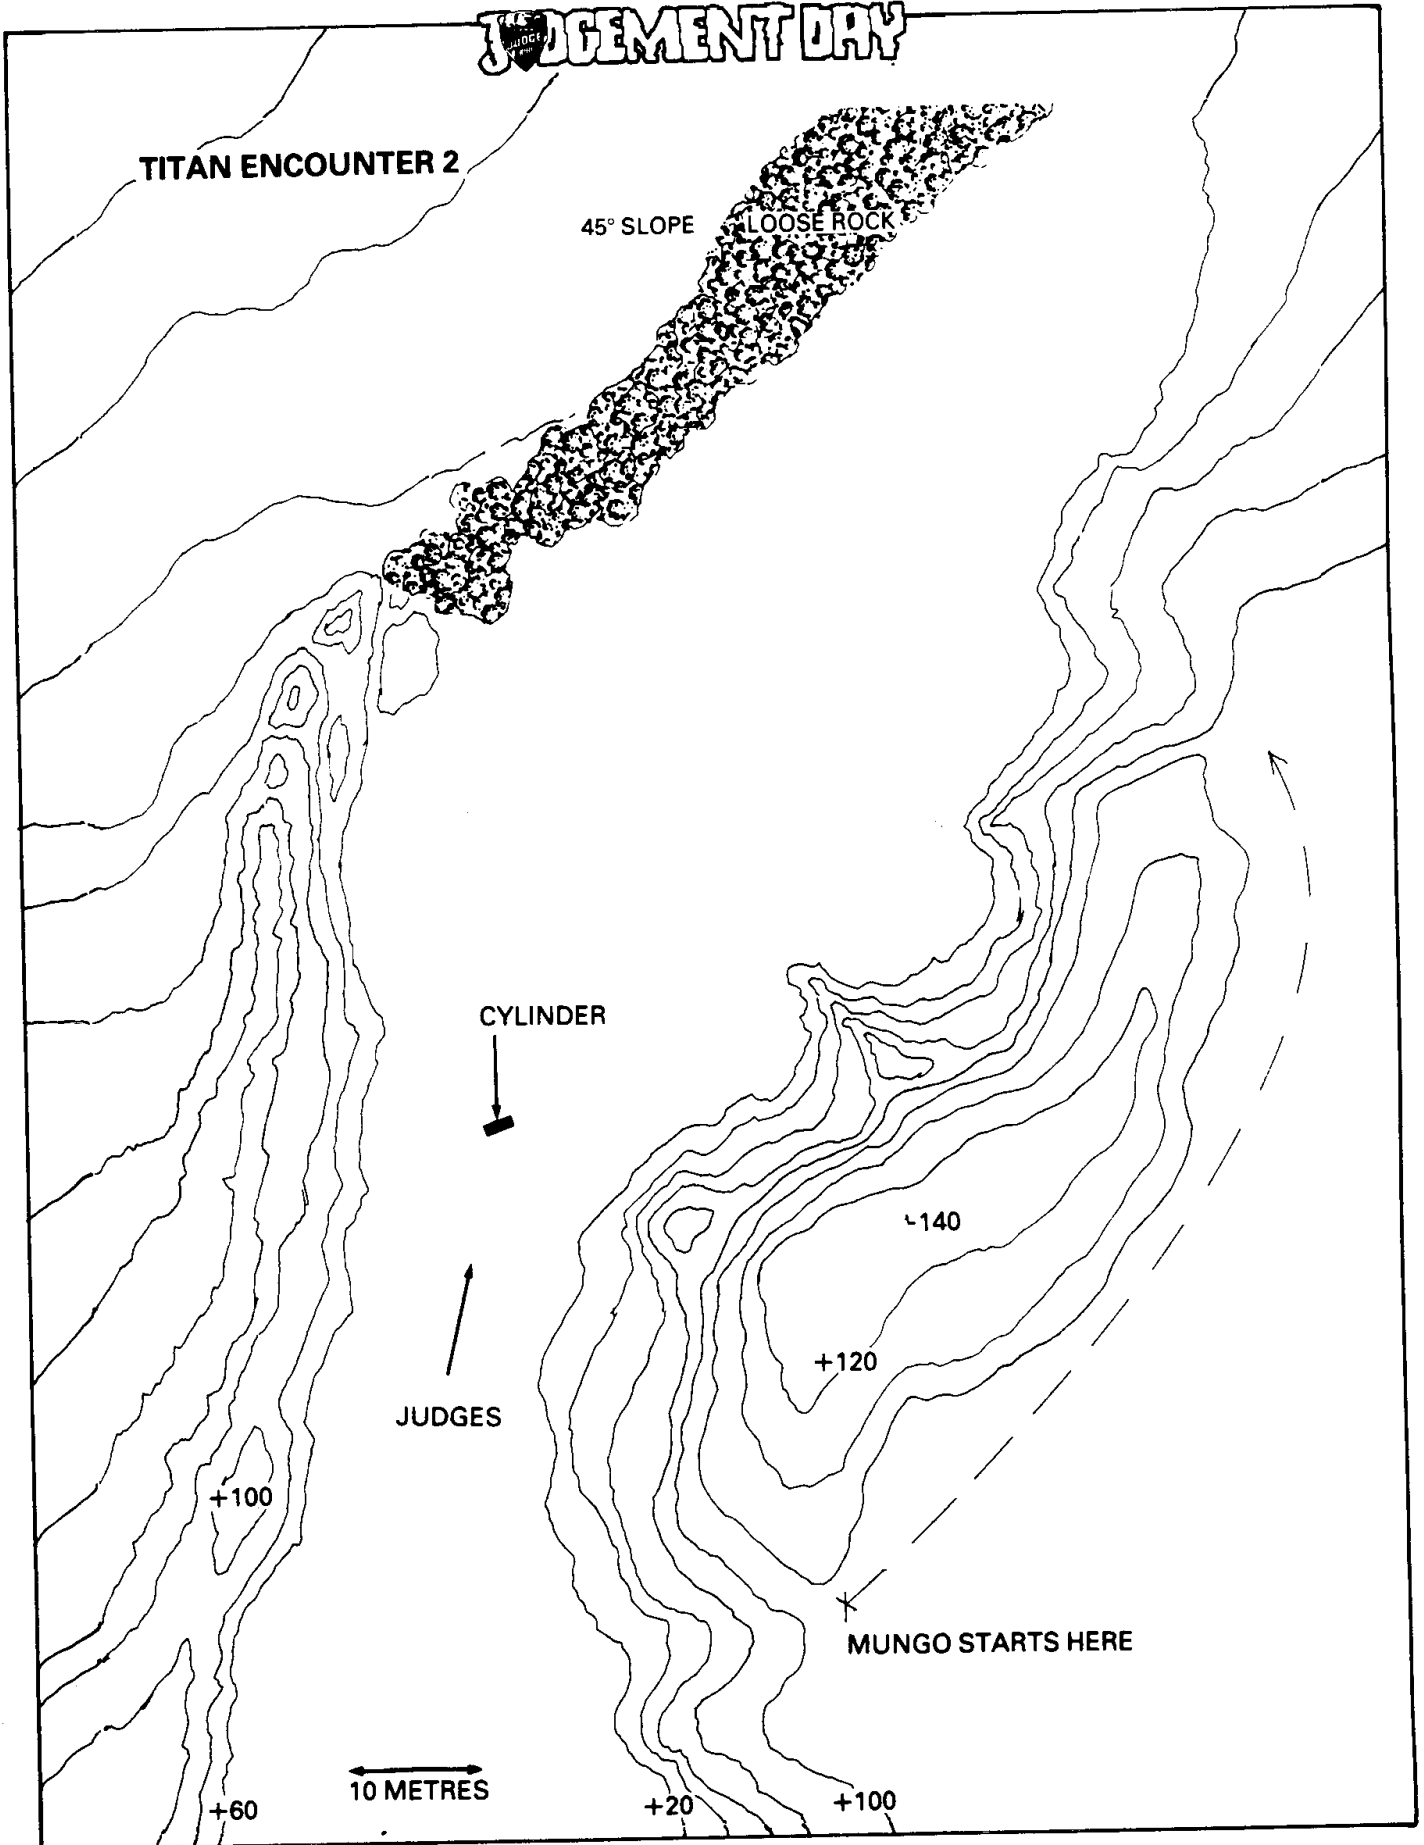 JUDGEMENT DAY
TITAN ENCOUNTER 2
45° SLOPE
LOOSE ROCK
CYLINDER
140
+120
JUDGES
+100
MUNGO STARTS HERE
10 METRES
+60
+20
+100